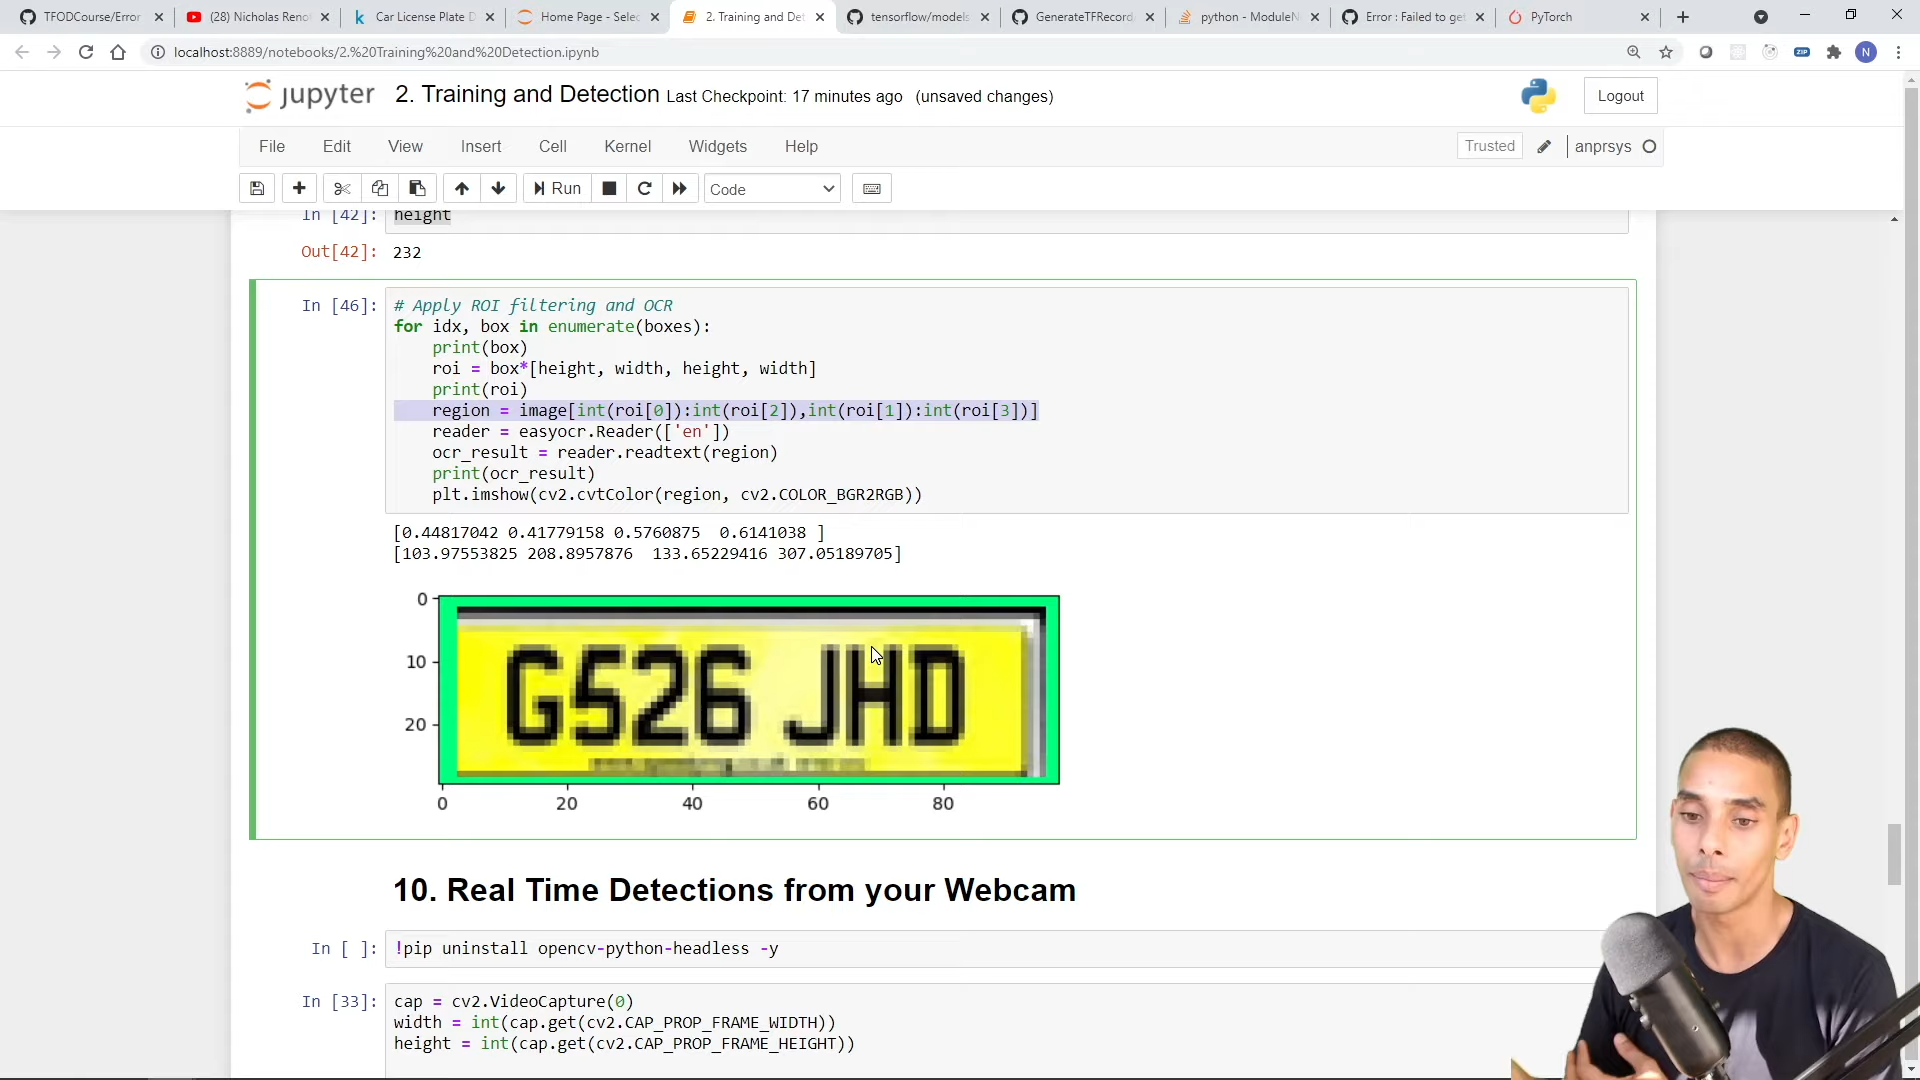 TFODCourse/Error
(28) Nicholas Reno
Car License Plate D
Home Page - Selec
2. Training and Det
tensorflow/models
GenerateTFRecord
python - ModuleN
Error : Failed to get
PyTorch
localhost:8889/notebooks/2.%20Training%20and%20Detection.ipynb
ZIP
N
jupyter 2. Training and Detection Last Checkpoint: 17 minutes ago (unsaved changes)
Logout
File Edit View Insert Cell Kernel Widgets Help
Trusted anprsys
Run Code
In [42]: height
Out[42]: 232
In [46]: # Apply ROI filtering and OCR
for idx, box in enumerate(boxes):
print(box)
roi = box*[height, width, height, width]
print(roi)
region = image[int(roi[0]):int(roi[2]),int(roi[1]):int(roi[3])]
reader = easyocr.Reader(['en'])
ocr_result = reader.readtext(region)
print(ocr_result)
plt.imshow(cv2.cvtColor(region, cv2.COLOR_BGR2RGB))
[0.44817042 0.41779158 0.5760875  0.6141038 ]
[103.97553825 208.8957876  133.65229416 307.05189705]
0
10
20
G526 JHD
0 20 40 60 80
10. Real Time Detections from your Webcam
In [ ]: !pip uninstall opencv-python-headless -y
In [33]: cap = cv2.VideoCapture(0)
width = int(cap.get(cv2.CAP_PROP_FRAME_WIDTH))
height = int(cap.get(cv2.CAP_PROP_FRAME_HEIGHT))